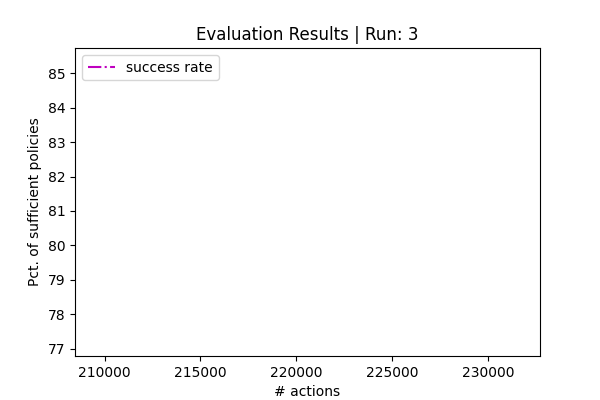 Evaluation Results | Run: 3
success rate
Pct. of sufficient policies
85
84
83
82
81
80
79
78
77
210000 215000 220000 225000 230000
# actions